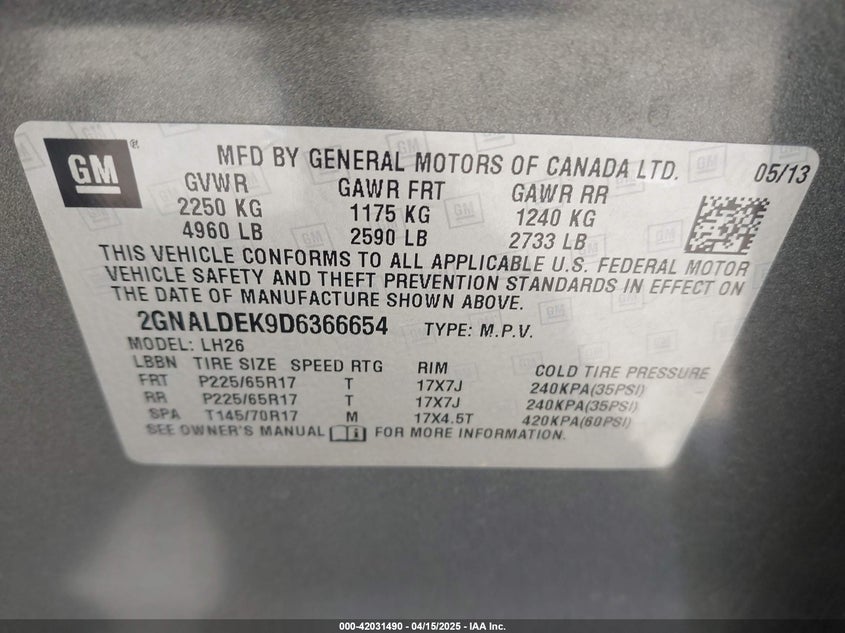 GM ®
MFD BY GENERAL MOTORS OF CANADA LTD. 05/13
GVWR GAWR FRT GAWR RR
2250 KG 1175 KG 1240 KG
4960 LB 2590 LB 2733 LB
THIS VEHICLE CONFORMS TO ALL APPLICABLE U.S. FEDERAL MOTOR
VEHICLE SAFETY AND THEFT PREVENTION STANDARDS IN EFFECT ON
THE DATE OF MANUFACTURE SHOWN ABOVE.
2GNALDEK9D6366654 TYPE: M.P.V.
MODEL: LH26
LBBN TIRE SIZE SPEED RTG RIM COLD TIRE PRESSURE
FRT P225/65R17 T 17X7J 240KPA(35PSI)
RR P225/65R17 T 17X7J 240KPA(35PSI)
SPA T145/70R17 M 17X4.5T 420KPA(60PSI)
SEE OWNER'S MANUAL FOR MORE INFORMATION.
000-42031490 - 04/15/2025 - IAA Inc.